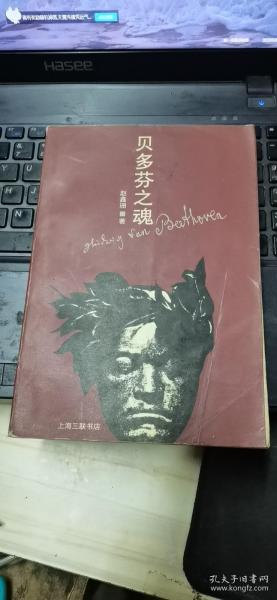 Hasee
贝多芬之魂
赵鑫珊 著
Ludwig van Beethoven
上海三联书店
孔夫子旧书网